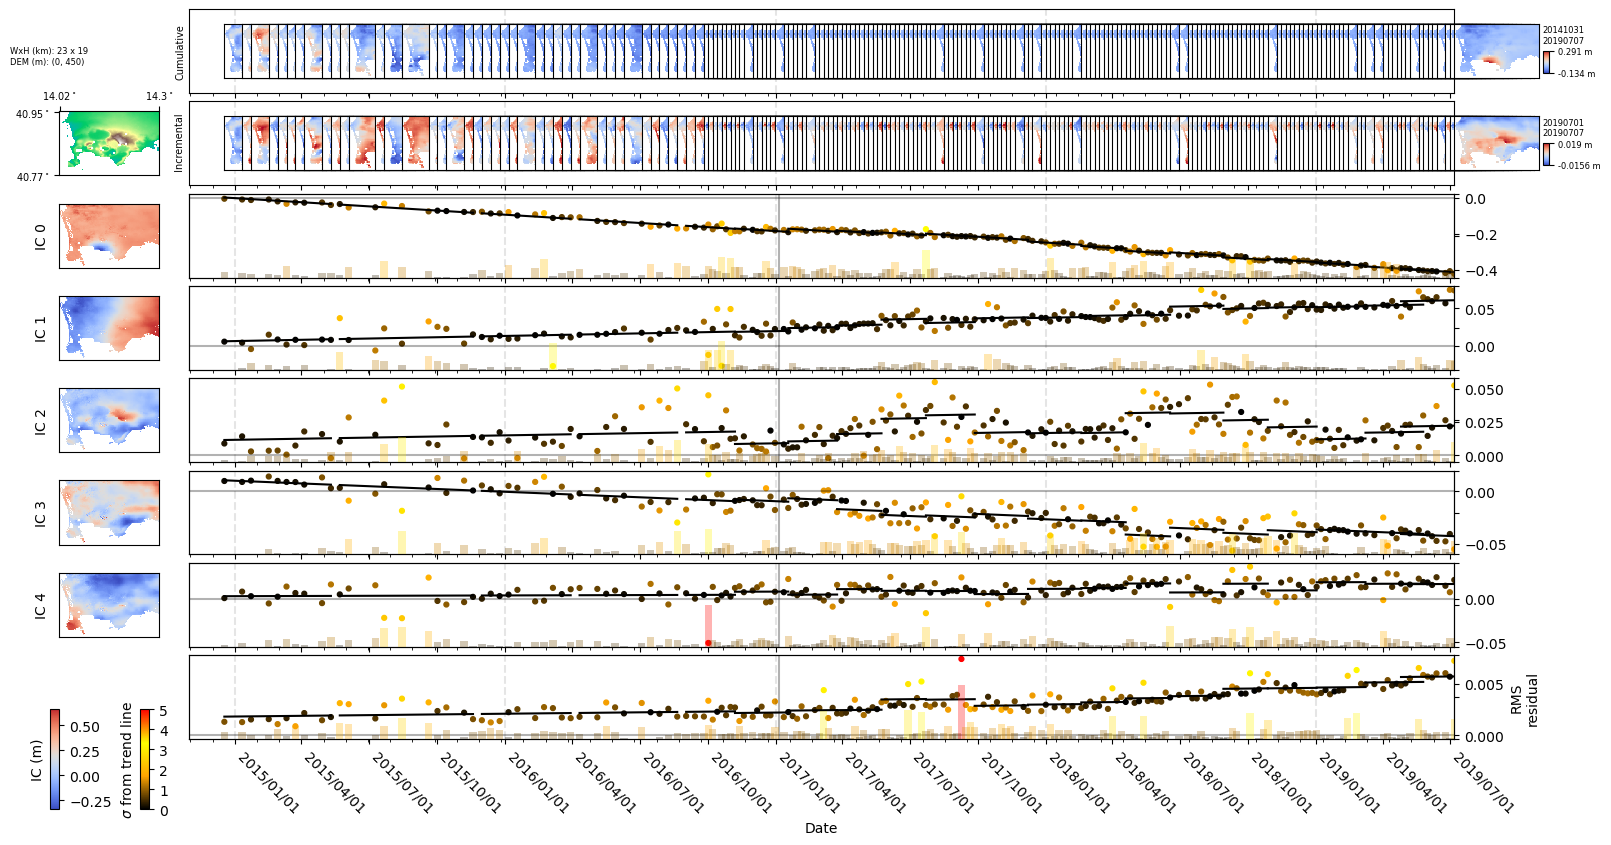 WxH (km): 23 x 19
DEM (m): (0, 450)
Cumulative
20141031
20190707
0.291 m
-0.134 m
14.02° 14.3°
40.95°
40.77°
Incremental
20190701
20190707
0.019 m
-0.0156 m
IC 0
0.0
−0.2
−0.4
IC 1
0.05
0.00
IC 2
0.050
0.025
0.000
IC 3
0.00
−0.05
IC 4
0.00
−0.05
0.005
0.000
RMS
residual
IC (m)
0.50
0.25
0.00
−0.25
σ from trend line
5
4
3
2
1
0
2015/01/01
2015/04/01
2015/07/01
2015/10/01
2016/01/01
2016/04/01
2016/07/01
2016/10/01
2017/01/01
2017/04/01
2017/07/01
2017/10/01
2018/01/01
2018/04/01
2018/07/01
2018/10/01
2019/01/01
2019/04/01
2019/07/01
Date